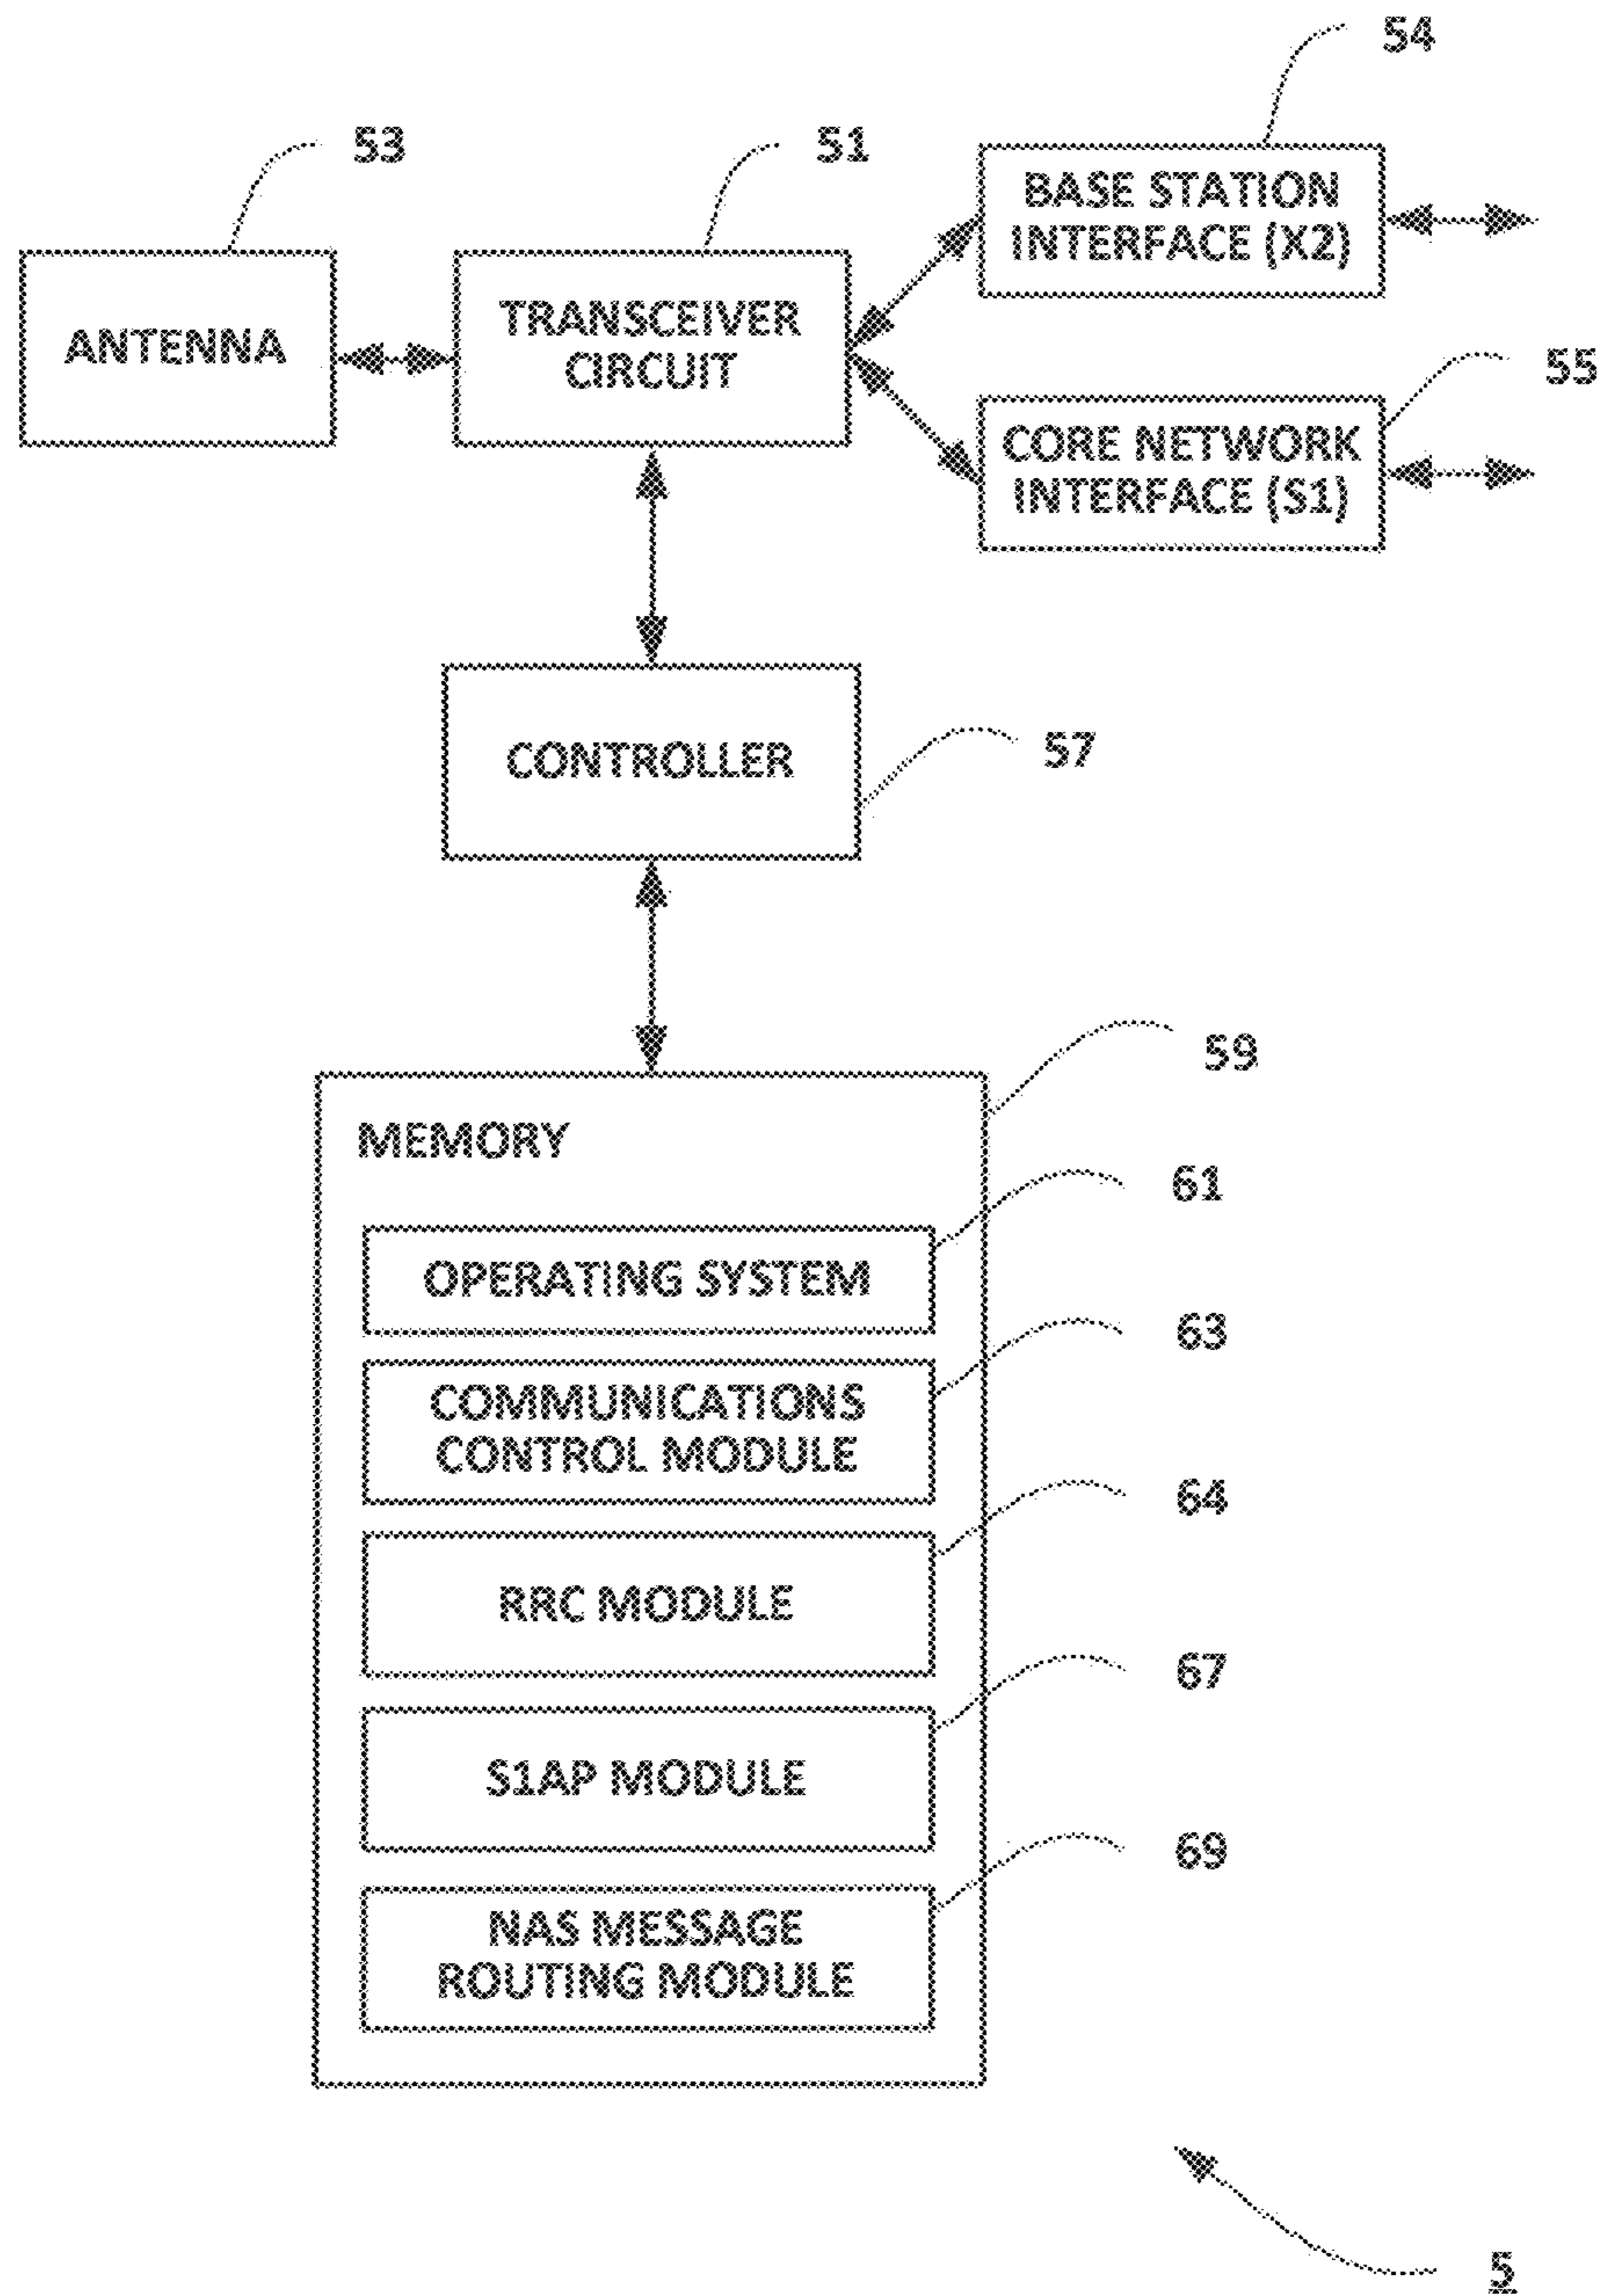 54
53
51
BASE STATION
INTERFACE (X2)
ANTENNA
TRANSCEIVER
CIRCUIT
55
CORE NETWORK
INTERFACE (S1)
CONTROLLER
57
59
MEMORY
61
OPERATING SYSTEM
63
COMMUNICATIONS
CONTROL MODULE
64
RRC MODULE
67
S1AP MODULE
69
NAS MESSAGE
ROUTING MODULE
5